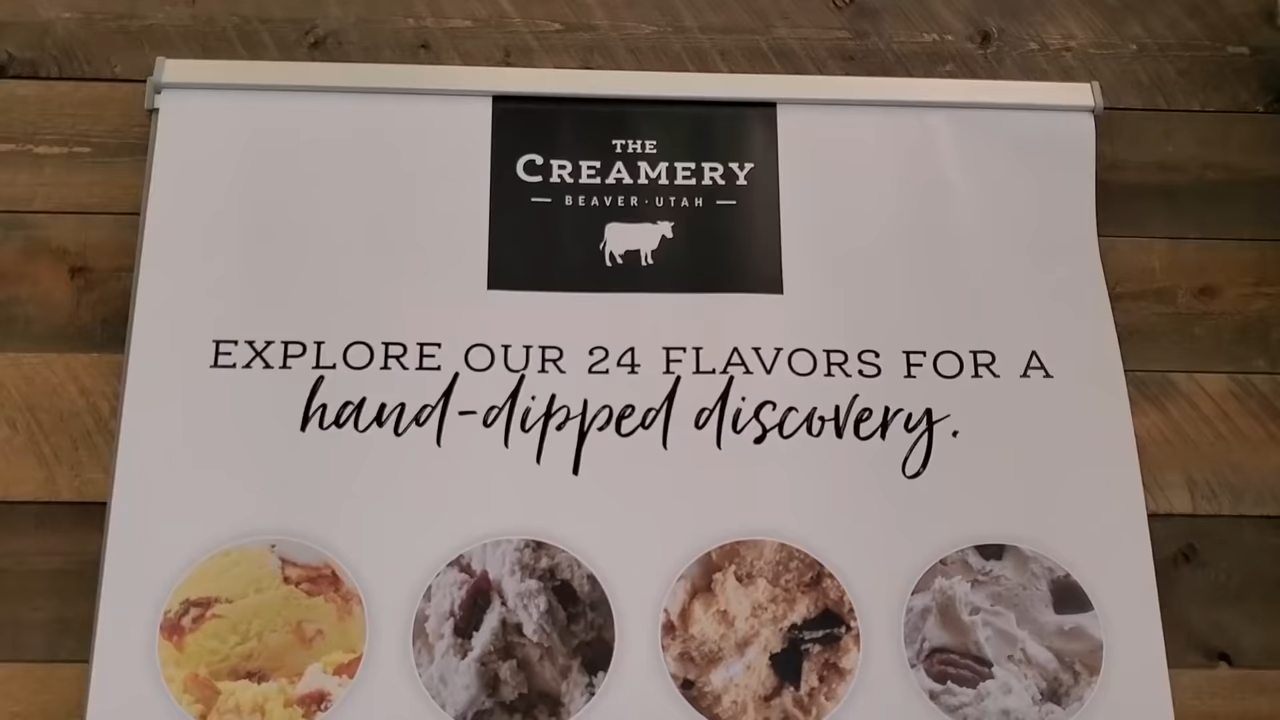 THE
CREAMERY
BEAVER · UTAH
EXPLORE OUR 24 FLAVORS FOR A
hand-dipped discovery.